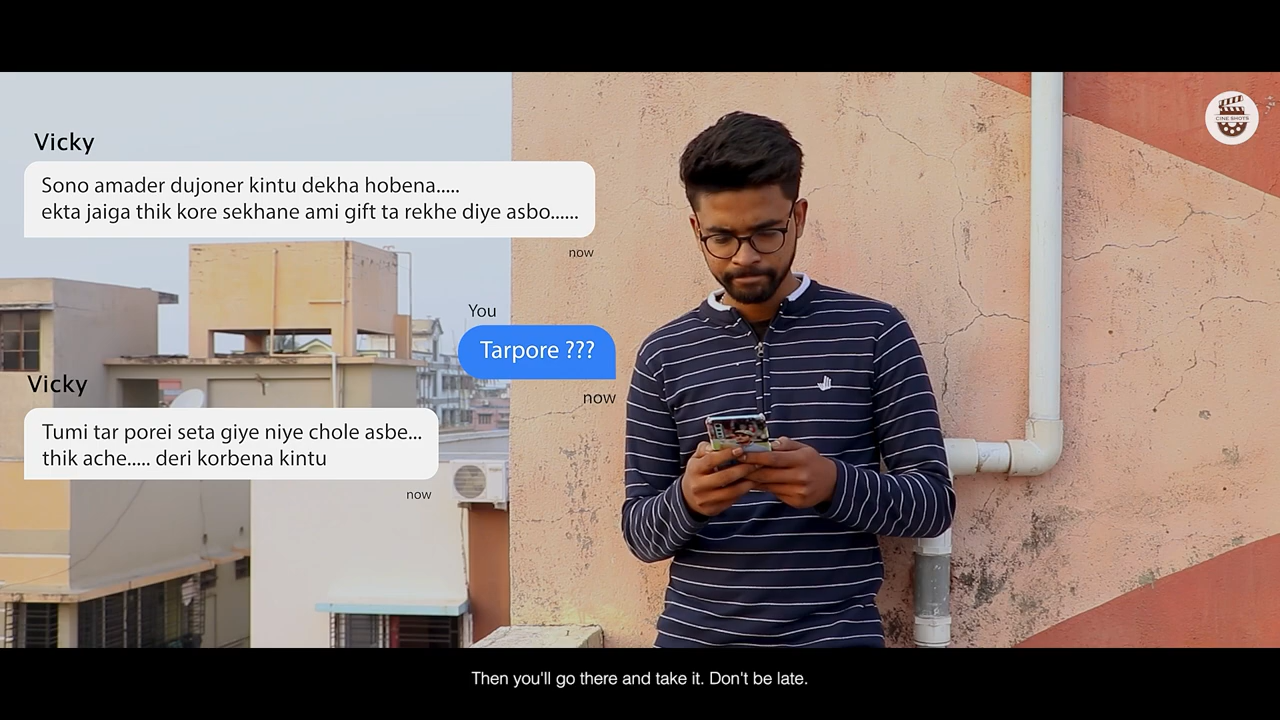 CINE SHOTS
Vicky
Sono amader dujoner kintu dekha hobena.....
ekta jaiga thik kore sekhane ami gift ta rekhe diye asbo......
now
You
Tarpore ???
now
Vicky
Tumi tar porei seta giye niye chole asbe...
thik ache..... deri korbena kintu
now
Then you'll go there and take it. Don't be late.